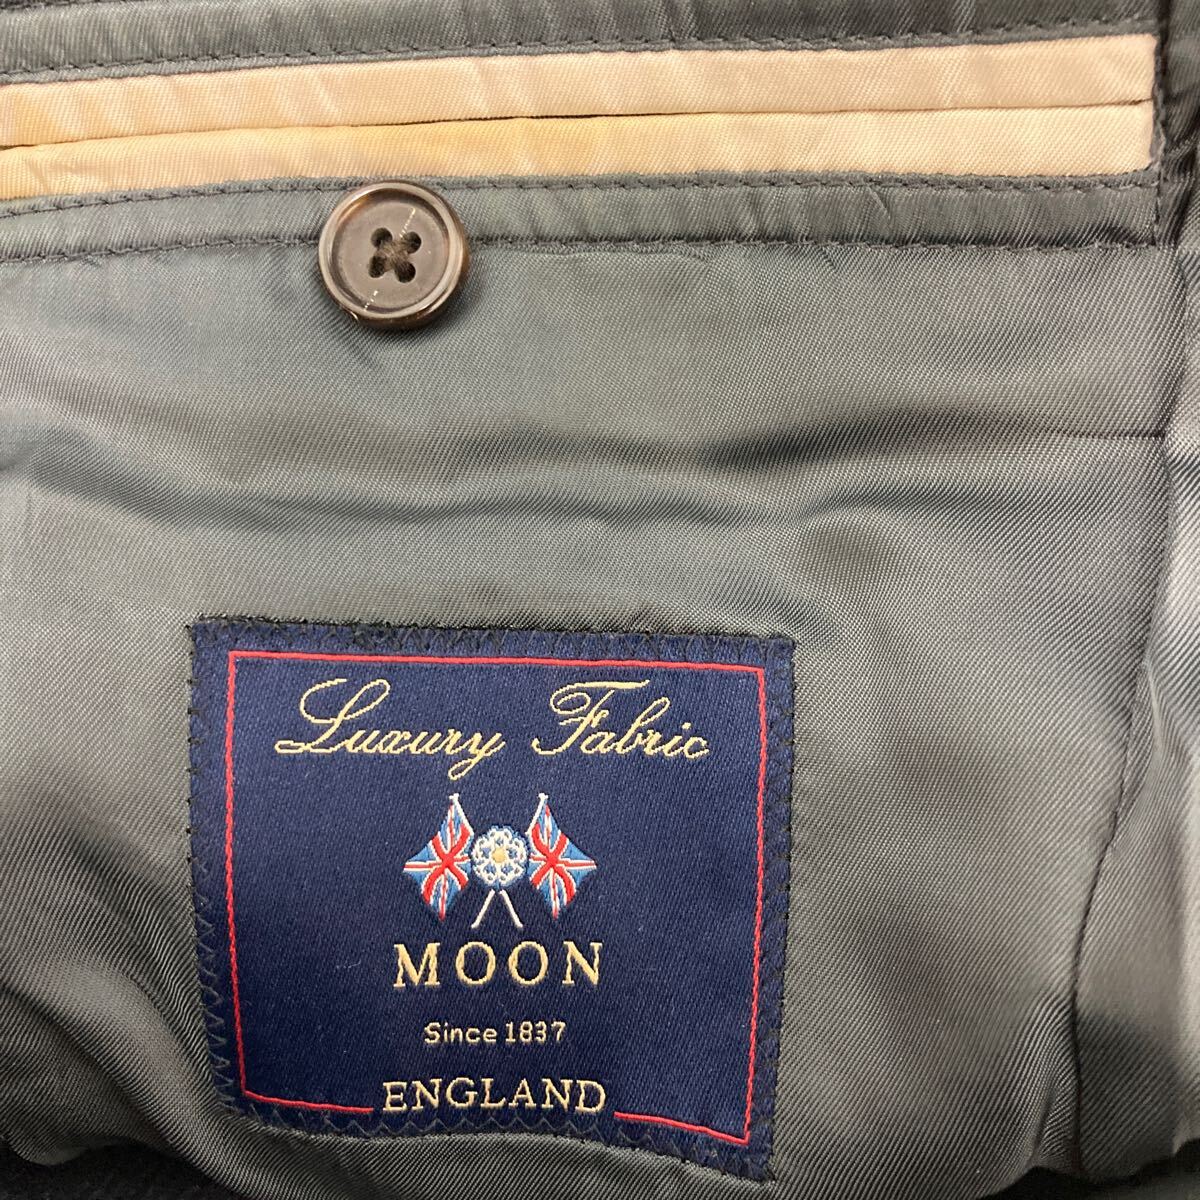 Luxury Fabric
MOON
Since 1837
ENGLAND